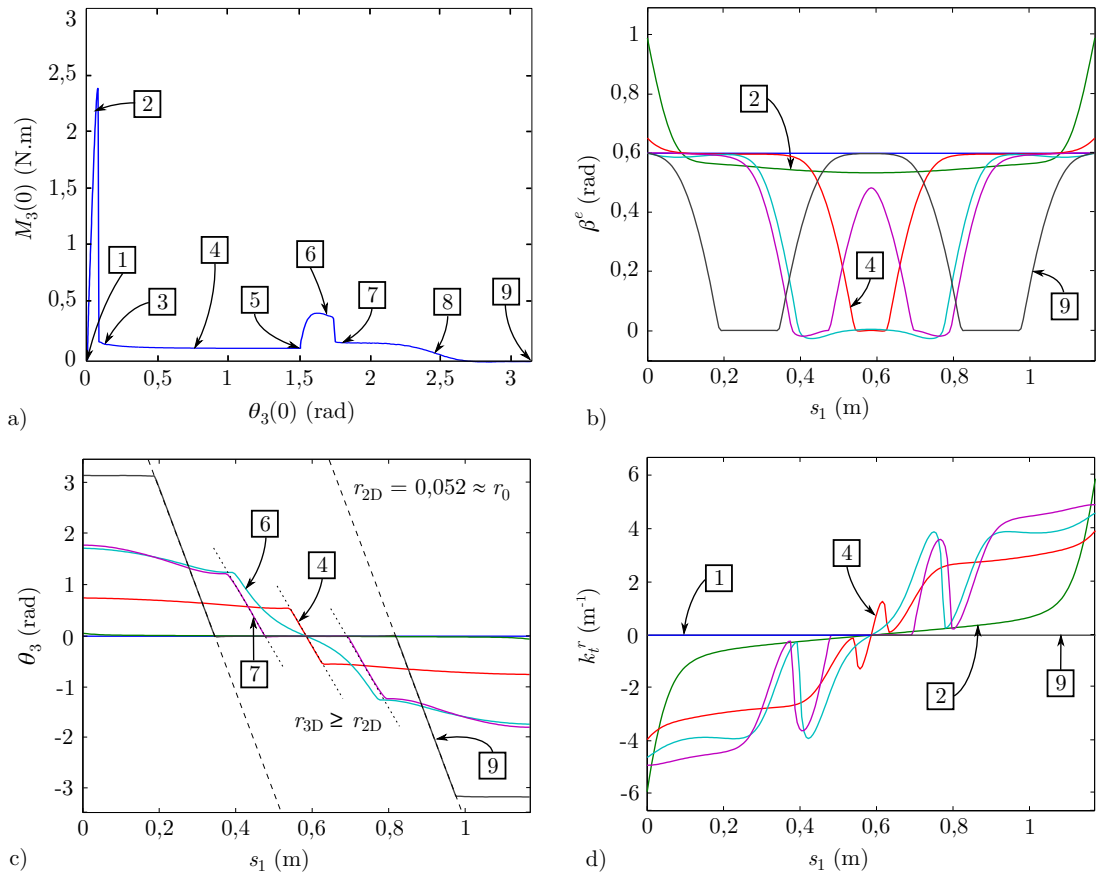 3
2,5
2
1,5
1
0,5
0
M3(0) (N.m)
2
1
3
4
5
6
7
8
9
0 0,5 1 1,5 2 2,5 3
θ3(0) (rad)
a)
1
0,8
0,6
0,4
0,2
0
β^e (rad)
2
4
9
0 0,2 0,4 0,6 0,8 1
s1 (m)
b)
3
2
1
0
-1
-2
-3
θ3 (rad)
r2D = 0,052 ≈ r0
6
4
7
r3D ≥ r2D
9
0 0,2 0,4 0,6 0,8 1
s1 (m)
c)
6
4
2
0
-2
-4
-6
k_t^r (m⁻¹)
1
4
2
9
0 0,2 0,4 0,6 0,8 1
s1 (m)
d)